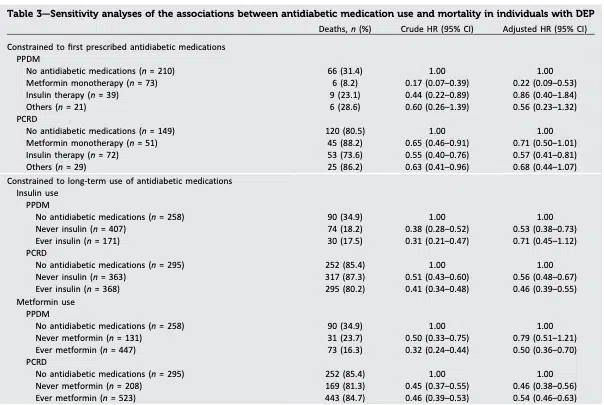 Table 3—Sensitivity analyses of the associations between antidiabetic medication use and mortality in individuals with DEP
Deaths, n (%) Crude HR (95% CI) Adjusted HR (95% CI)
Constrained to first prescribed antidiabetic medications
PPDM
No antidiabetic medications (n = 210) 66 (31.4) 1.00 1.00
Metformin monotherapy (n = 73) 6 (8.2) 0.17 (0.07–0.39) 0.22 (0.09–0.53)
Insulin therapy (n = 39) 9 (23.1) 0.44 (0.22–0.89) 0.86 (0.40–1.84)
Others (n = 21) 6 (28.6) 0.60 (0.26–1.39) 0.56 (0.23–1.32)
PCRD
No antidiabetic medications (n = 149) 120 (80.5) 1.00 1.00
Metformin monotherapy (n = 51) 45 (88.2) 0.65 (0.46–0.91) 0.71 (0.50–1.01)
Insulin therapy (n = 72) 53 (73.6) 0.55 (0.40–0.76) 0.57 (0.41–0.81)
Others (n = 29) 25 (86.2) 0.63 (0.41–0.96) 0.68 (0.44–1.07)
Constrained to long-term use of antidiabetic medications
Insulin use
PPDM
No antidiabetic medications (n = 258) 90 (34.9) 1.00 1.00
Never insulin (n = 407) 74 (18.2) 0.38 (0.28–0.52) 0.53 (0.38–0.73)
Ever insulin (n = 171) 30 (17.5) 0.31 (0.21–0.47) 0.71 (0.45–1.12)
PCRD
No antidiabetic medications (n = 295) 252 (85.4) 1.00 1.00
Never insulin (n = 363) 317 (87.3) 0.51 (0.43–0.60) 0.56 (0.48–0.67)
Ever insulin (n = 368) 295 (80.2) 0.41 (0.34–0.48) 0.46 (0.39–0.55)
Metformin use
PPDM
No antidiabetic medications (n = 258) 90 (34.9) 1.00 1.00
Never metformin (n = 131) 31 (23.7) 0.50 (0.33–0.75) 0.79 (0.51–1.21)
Ever metformin (n = 447) 73 (16.3) 0.32 (0.24–0.44) 0.50 (0.36–0.70)
PCRD
No antidiabetic medications (n = 295) 252 (85.4) 1.00 1.00
Never metformin (n = 208) 169 (81.3) 0.45 (0.37–0.55) 0.46 (0.38–0.56)
Ever metformin (n = 523) 443 (84.7) 0.46 (0.39–0.53) 0.54 (0.46–0.63)